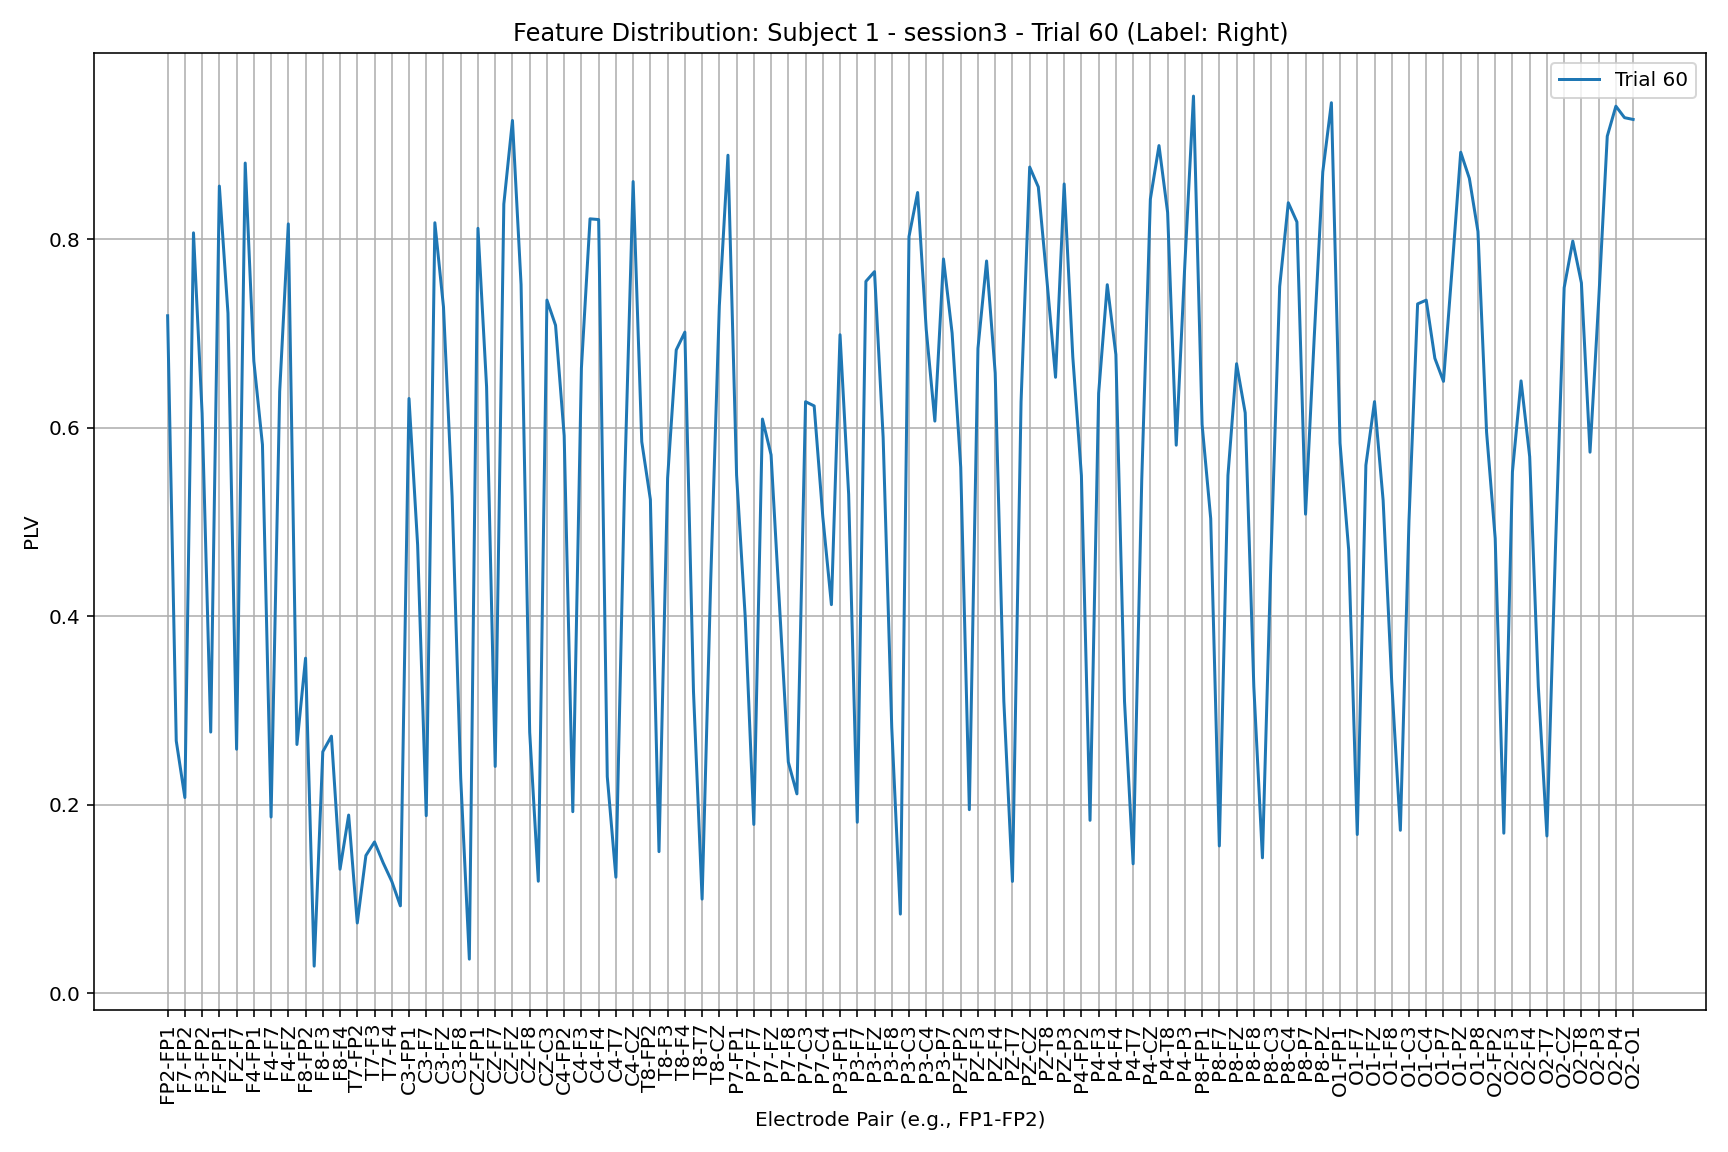 Feature Distribution: Subject 1 - session3 - Trial 60 (Label: Right)
Trial 60
PLV
0.8
0.6
0.4
0.2
0.0
FP2-FP1
F7-FP2
F3-FP2
FZ-FP1
FZ-F7
F4-FP1
F4-F7
F4-FZ
F8-FP2
F8-F3
F8-F4
T7-FP2
T7-F3
T7-F4
C3-FP1
C3-F7
C3-FZ
C3-F8
CZ-FP1
CZ-F7
CZ-FZ
CZ-F8
CZ-C3
C4-FP2
C4-F3
C4-F4
C4-T7
C4-CZ
T8-FP2
T8-F3
T8-F4
T8-T7
T8-CZ
P7-FP1
P7-F7
P7-FZ
P7-F8
P7-C3
P7-C4
P3-FP1
P3-F7
P3-FZ
P3-F8
P3-C3
P3-C4
P3-P7
PZ-FP2
PZ-F3
PZ-F4
PZ-T7
PZ-CZ
PZ-T8
PZ-P3
P4-FP2
P4-F3
P4-F4
P4-T7
P4-CZ
P4-T8
P4-P3
P8-FP1
P8-F7
P8-FZ
P8-F8
P8-C3
P8-C4
P8-P7
P8-PZ
O1-FP1
O1-F7
O1-FZ
O1-F8
O1-C3
O1-C4
O1-P7
O1-PZ
O1-P8
O2-FP2
O2-F3
O2-F4
O2-T7
O2-CZ
O2-T8
O2-P3
O2-P4
O2-O1
Electrode Pair (e.g., FP1-FP2)